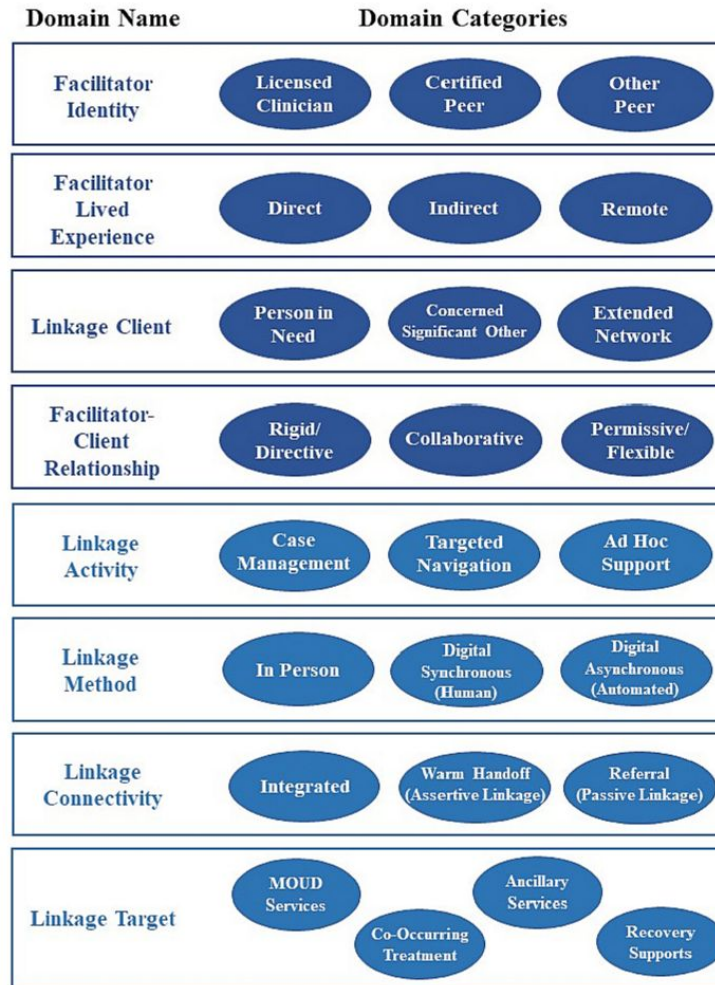 Domain Name
Domain Categories
Facilitator
Identity
Licensed
Clinician
Certified
Peer
Other
Peer
Facilitator
Lived
Experience
Direct
Indirect
Remote
Linkage Client
Person in
Need
Concerned
Significant Other
Extended
Network
Facilitator-
Client
Relationship
Rigid/
Directive
Collaborative
Permissive/
Flexible
Linkage
Activity
Case
Management
Targeted
Navigation
Ad Hoc
Support
Linkage
Method
In Person
Digital
Synchronous
(Human)
Digital
Asynchronous
(Automated)
Linkage
Connectivity
Integrated
Warm Handoff
(Assertive Linkage)
Referral
(Passive Linkage)
Linkage Target
MOUD
Services
Co-Occurring
Treatment
Ancillary
Services
Recovery
Supports